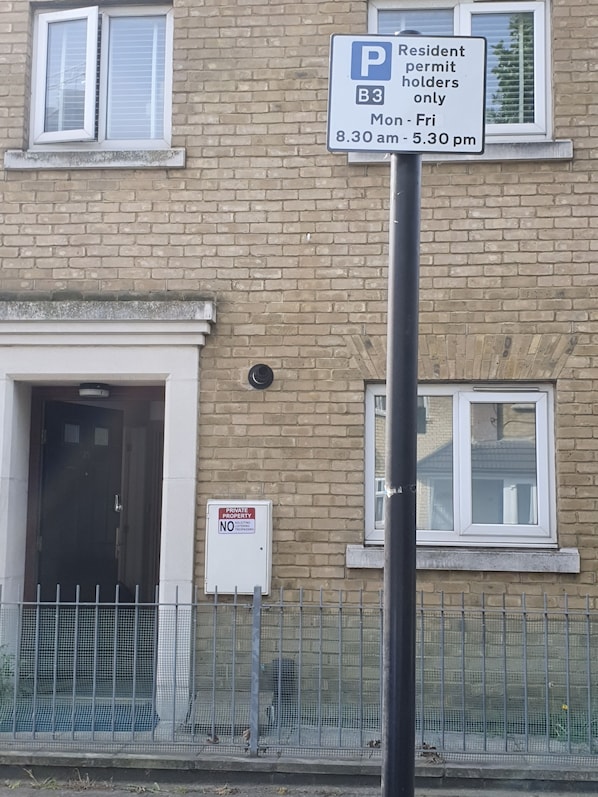 P Resident
permit
B3 holders
only
Mon - Fri
8.30 am - 5.30 pm
PRIVATE
PROPERTY
NO